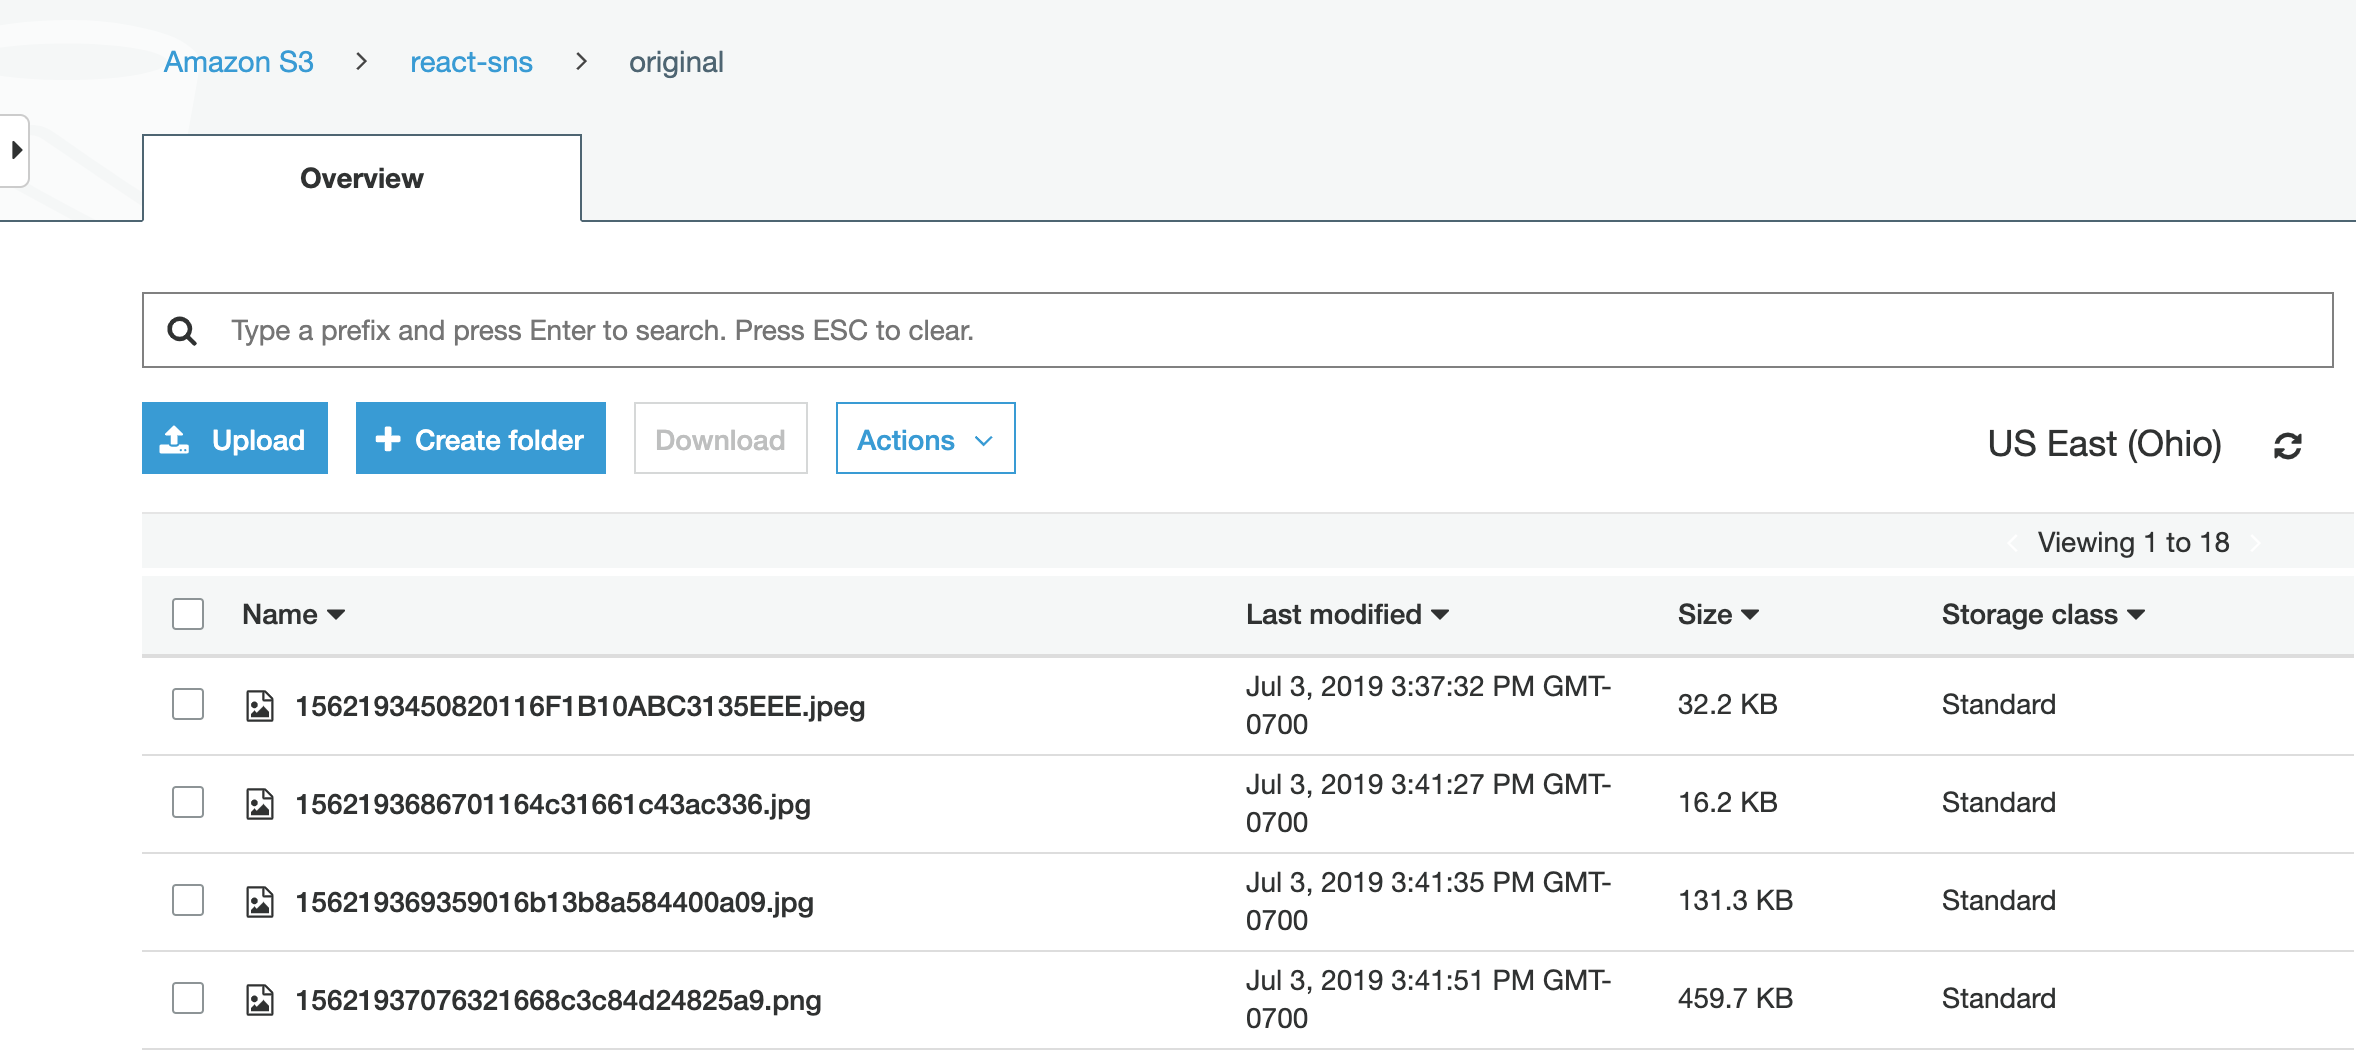 Amazon S3 > react-sns > original
Overview
Type a prefix and press Enter to search. Press ESC to clear.
Upload Create folder Download Actions US East (Ohio)
Viewing 1 to 18
Name Last modified Size Storage class
1562193450820116F1B10ABC3135EEE.jpeg Jul 3, 2019 3:37:32 PM GMT-0700 32.2 KB Standard
1562193686701164c31661c43ac336.jpg Jul 3, 2019 3:41:27 PM GMT-0700 16.2 KB Standard
156219369359016b13b8a584400a09.jpg Jul 3, 2019 3:41:35 PM GMT-0700 131.3 KB Standard
15621937076321668c3c84d24825a9.png Jul 3, 2019 3:41:51 PM GMT-0700 459.7 KB Standard